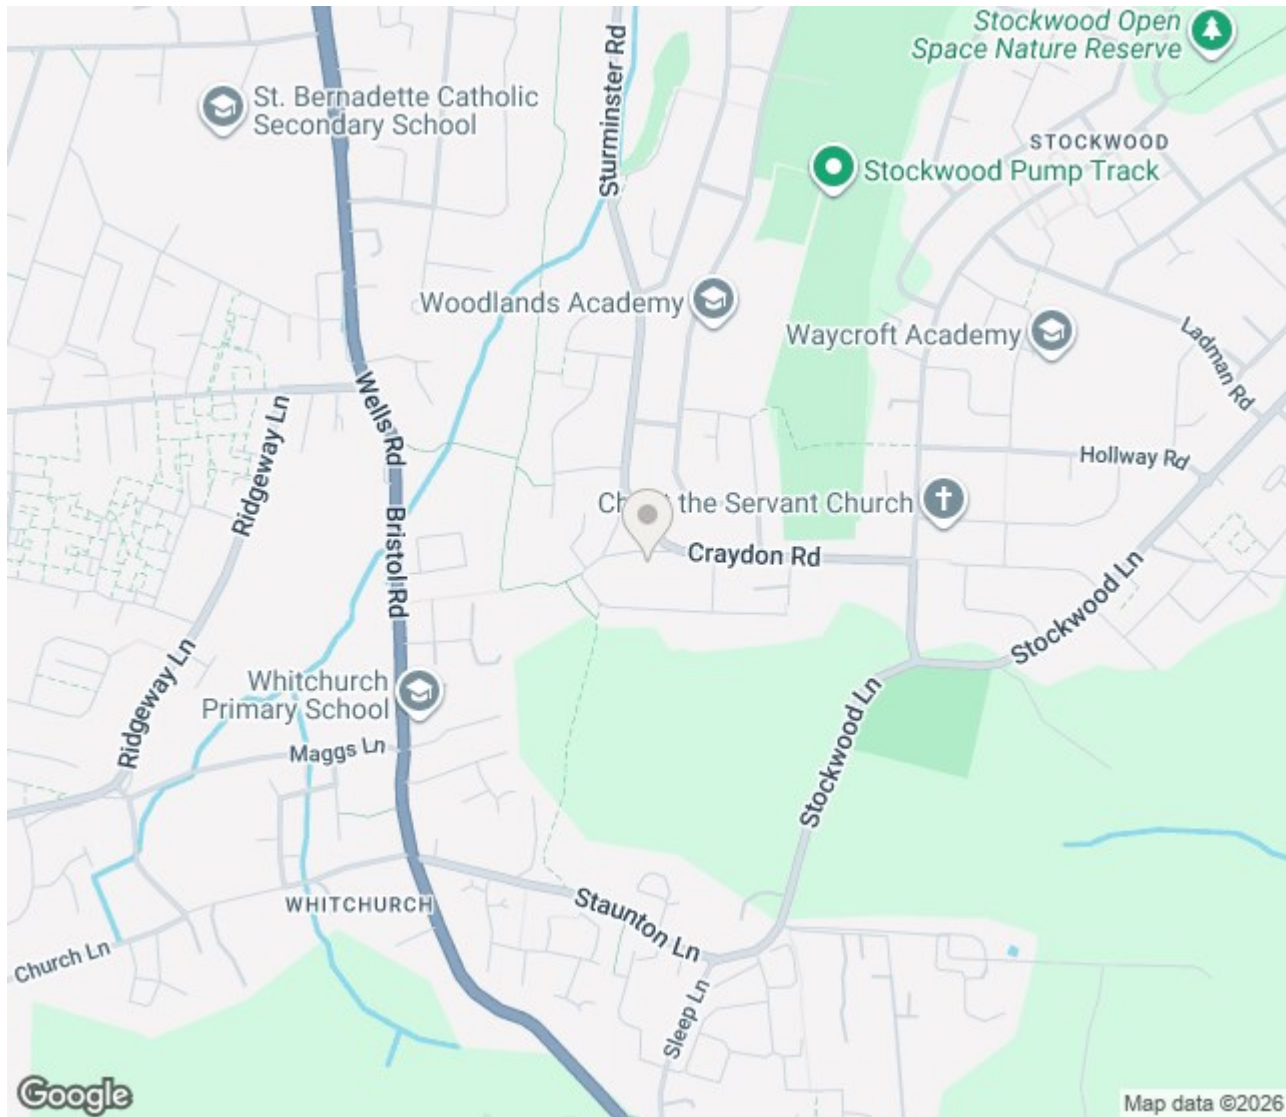 Stockwood Open
Space Nature Reserve
St. Bernadette Catholic
Secondary School
Sturminster Rd
STOCKWOOD
Stockwood Pump Track
Woodlands Academy
Waycroft Academy
Ladman Rd
Wells Rd
Ridgeway Ln
Hollway Rd
Bristol Rd
the Servant Church
Craydon Rd
Stockwood Ln
Ridgeway Ln
Whitchurch
Primary School
Stockwood Ln
Maggs Ln
WHITCHURCH
Staunton Ln
Church Ln
Sleep Ln
Google
Map data ©2026